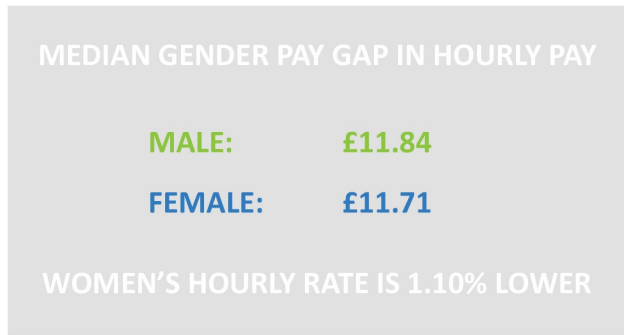 MEDIAN GENDER PAY GAP IN HOURLY PAY
MALE: £11.84
FEMALE: £11.71
WOMEN’S HOURLY RATE IS 1.10% LOWER